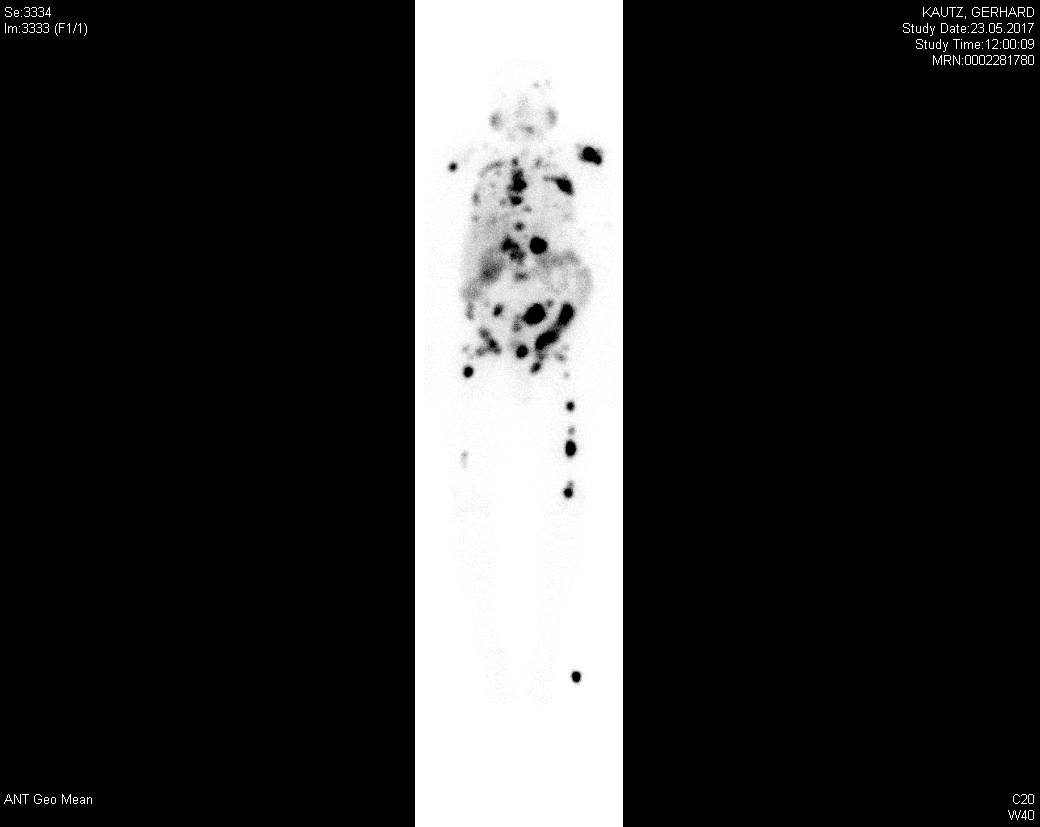 Se:3334
Im:3333 (F1/1)
KAUTZ, GERHARD
Study Date:23.05.2017
Study Time:12:00:09
MRN:0002281780
ANT Geo Mean
C20
W40